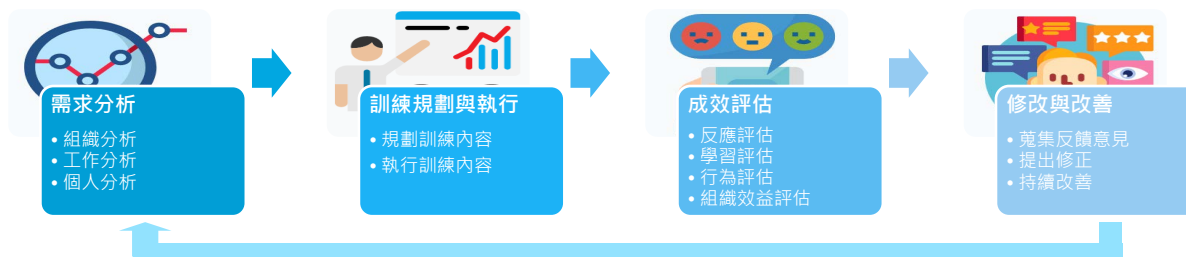 需求分析
• 組織分析
• 工作分析
• 個人分析
訓練規劃與執行
• 規劃訓練內容
• 執行訓練內容
成效評估
• 反應評估
• 學習評估
• 行為評估
• 組織效益評估
修改與改善
• 蒐集反饋意見
• 提出修正
• 持續改善